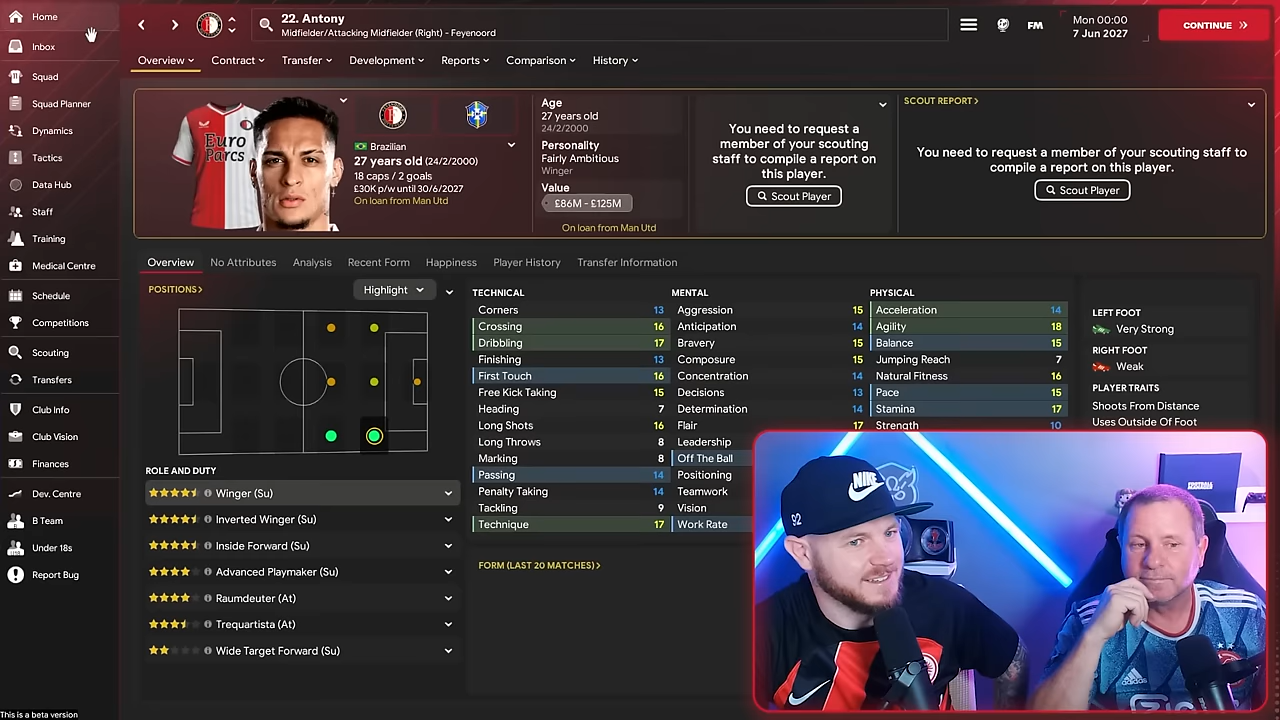 Home
Inbox
Squad
Squad Planner
Dynamics
Tactics
Data Hub
Staff
Training
Medical Centre
Schedule
Competitions
Scouting
Transfers
Club Info
Club Vision
Finances
Dev. Centre
B Team
Under 18s
Report Bug
This is a beta version
22. Antony
Midfielder/Attacking Midfielder (Right) - Feyenoord
FM
Mon 00:00
7 Jun 2027
CONTINUE
Overview Contract Transfer Development Reports Comparison History
Euro
Parcs
Brazilian
27 years old (24/2/2000)
18 caps / 2 goals
£30K p/w until 30/6/2027
On loan from Man Utd
Age
27 years old
24/2/2000
Personality
Fairly Ambitious
Winger
Value
£86M - £125M
On loan from Man Utd
You need to request a
member of your scouting
staff to compile a report on
this player.
Scout Player
SCOUT REPORT
You need to request a member of your scouting staff to
compile a report on this player.
Scout Player
Overview No Attributes Analysis Recent Form Happiness Player History Transfer Information
POSITIONS
Highlight
ROLE AND DUTY
Winger (Su)
Inverted Winger (Su)
Inside Forward (Su)
Advanced Playmaker (Su)
Raumdeuter (At)
Trequartista (At)
Wide Target Forward (Su)
TECHNICAL
Corners 13
Crossing 16
Dribbling 17
Finishing 13
First Touch 16
Free Kick Taking 15
Heading 7
Long Shots 16
Long Throws 8
Marking 8
Passing 14
Penalty Taking 14
Tackling 9
Technique 17
FORM (LAST 20 MATCHES)
MENTAL
Aggression 15
Anticipation 14
Bravery 15
Composure 15
Concentration 14
Decisions 13
Determination 14
Flair 17
Leadership
Off The Ball
Positioning
Teamwork
Vision
Work Rate
PHYSICAL
Acceleration 14
Agility 18
Balance 15
Jumping Reach 7
Natural Fitness 16
Pace 15
Stamina 17
Strength 10
LEFT FOOT
Very Strong
RIGHT FOOT
Weak
PLAYER TRAITS
Shoots From Distance
Uses Outside Of Foot
NIKE
92
adidas